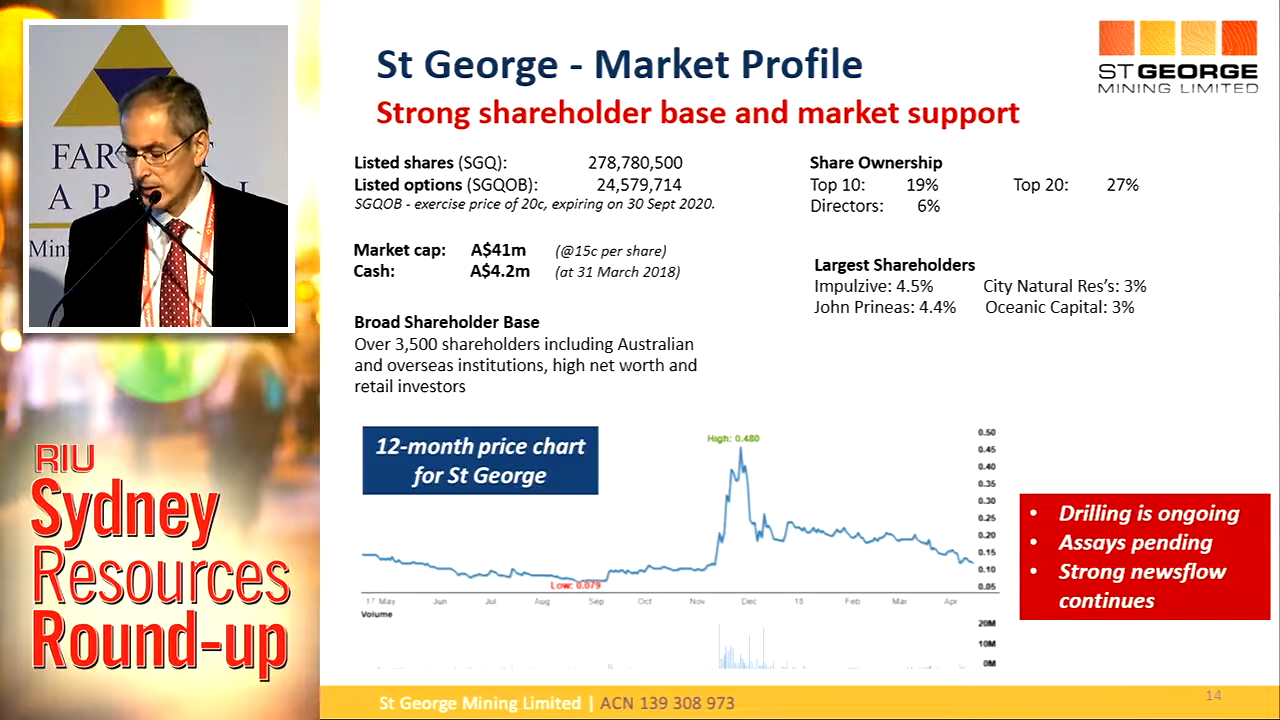 St George - Market Profile
Strong shareholder base and market support
ST GEORGE
MINING LIMITED
Listed shares (SGQ): 278,780,500
Listed options (SGQOB): 24,579,714
SGQOB - exercise price of 20c, expiring on 30 Sept 2020.
Market cap: A$41m (@15c per share)
Cash: A$4.2m (at 31 March 2018)
Broad Shareholder Base
Over 3,500 shareholders including Australian
and overseas institutions, high net worth and
retail investors
Share Ownership
Top 10: 19% Top 20: 27%
Directors: 6%
Largest Shareholders
Impulzive: 4.5% City Natural Res's: 3%
John Prineas: 4.4% Oceanic Capital: 3%
12-month price chart
for St George
High: 0.480
Low: 0.079
0.50
0.45
0.40
0.35
0.30
0.25
0.20
0.15
0.10
0.05
17 May Jun Jul Aug Sep Oct Nov Dec 18 Feb Mar Apr
Volume
20M
10M
0M
• Drilling is ongoing
• Assays pending
• Strong newsflow
continues
RIU
Sydney
Resources
Round-up
St George Mining Limited | ACN 139 308 973
14